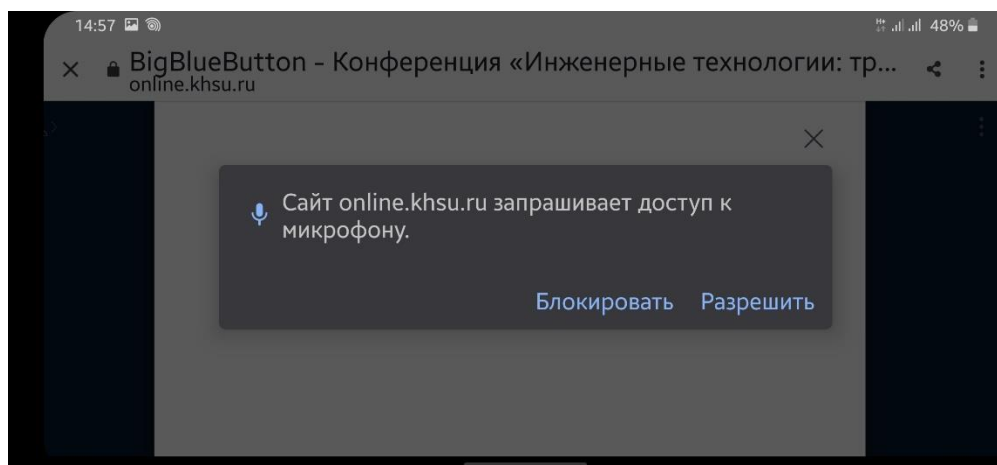 14:57 48%
BigBlueButton - Конференция «Инженерные технологии: тр...
online.khsu.ru
Сайт online.khsu.ru запрашивает доступ к
микрофону.
Блокировать Разрешить